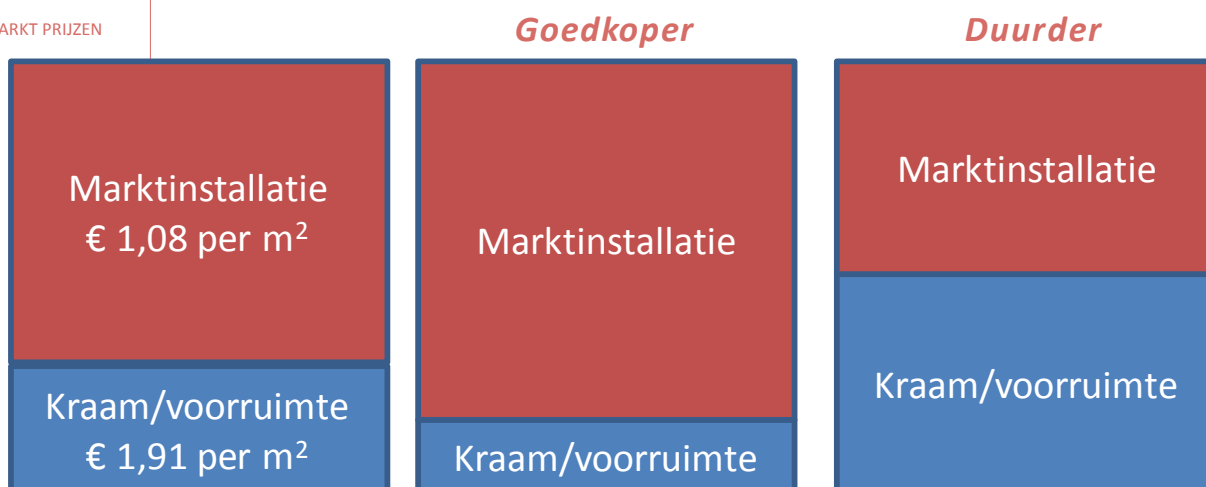 ARKT PRIJZEN
Goedkoper
Duurder
Marktinstallatie
€ 1,08 per m²
Kraam/voorruimte
€ 1,91 per m²
Marktinstallatie
Kraam/voorruimte
Marktinstallatie
Kraam/voorruimte